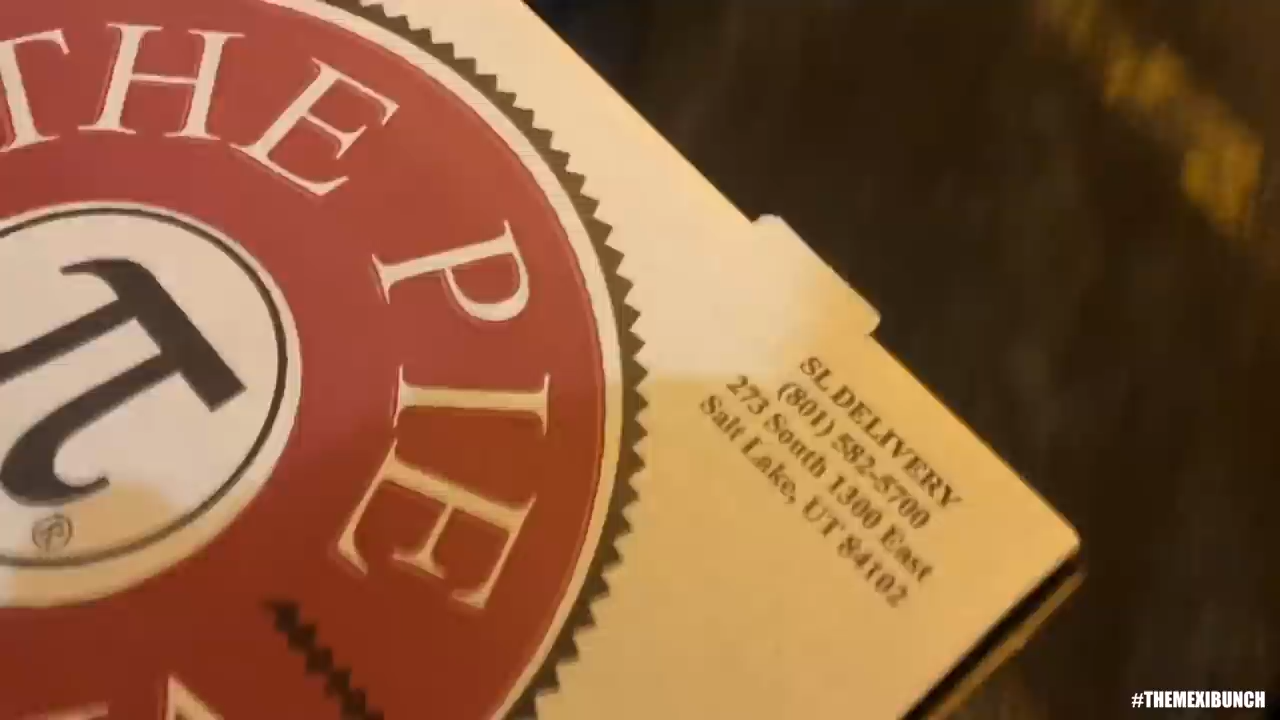 THE PIE
π
®
SL DELIVERY
(801) 582-5700
273 South 1300 East
Salt Lake, UT 84102
#THEMEXIBUNCH